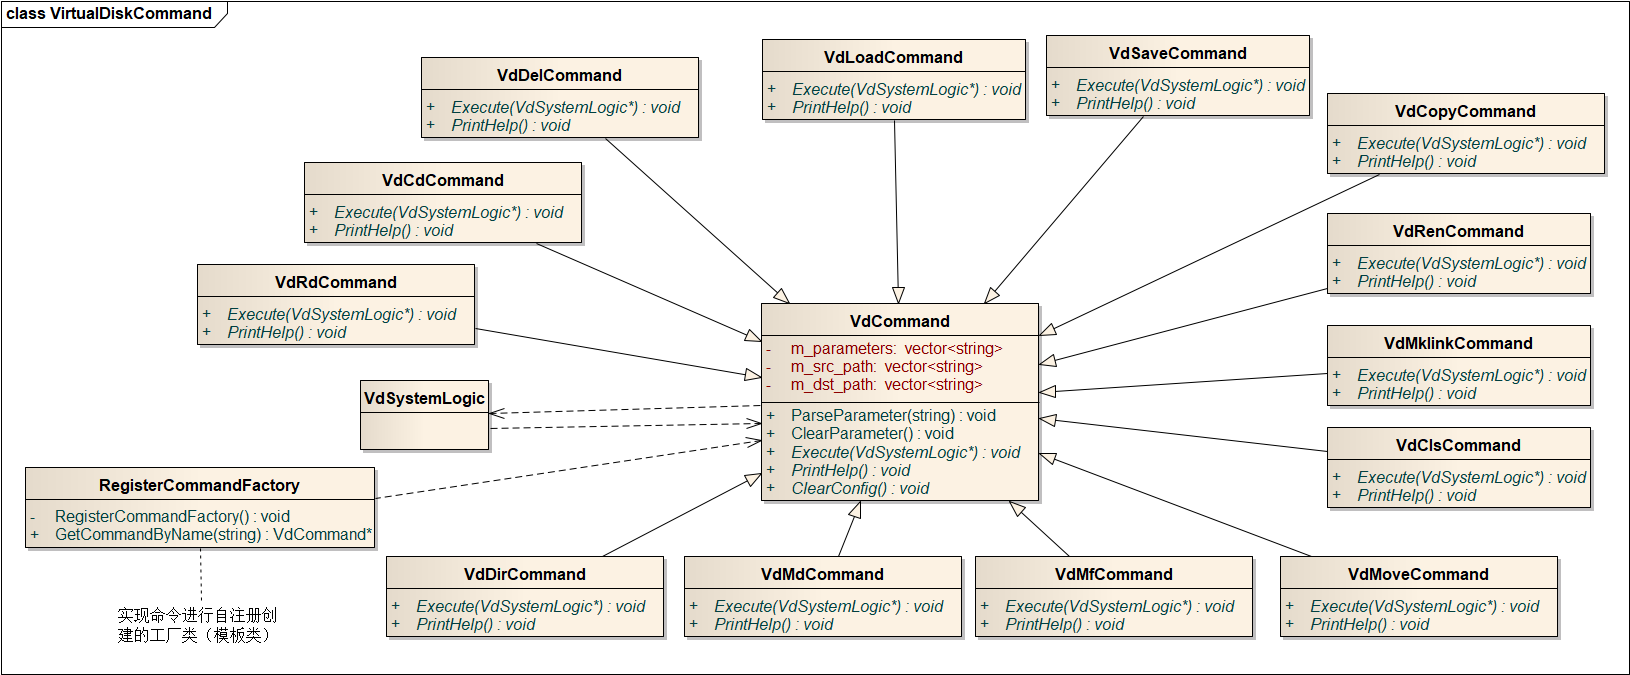 class VirtualDiskCommand
VdDelCommand
+ Execute(VdSystemLogic*) : void
+ PrintHelp() : void
VdLoadCommand
+ Execute(VdSystemLogic*) : void
+ PrintHelp() : void
VdSaveCommand
+ Execute(VdSystemLogic*) : void
+ PrintHelp() : void
VdCopyCommand
+ Execute(VdSystemLogic*) : void
+ PrintHelp() : void
VdCdCommand
+ Execute(VdSystemLogic*) : void
+ PrintHelp() : void
VdRenCommand
+ Execute(VdSystemLogic*) : void
+ PrintHelp() : void
VdRdCommand
+ Execute(VdSystemLogic*) : void
+ PrintHelp() : void
VdCommand
- m_parameters: vector<string>
- m_src_path: vector<string>
- m_dst_path: vector<string>
+ ParseParameter(string) : void
+ ClearParameter() : void
+ Execute(VdSystemLogic*) : void
+ PrintHelp() : void
+ ClearConfig() : void
VdMklinkCommand
+ Execute(VdSystemLogic*) : void
+ PrintHelp() : void
VdSystemLogic
VdClsCommand
+ Execute(VdSystemLogic*) : void
+ PrintHelp() : void
RegisterCommandFactory
- RegisterCommandFactory() : void
+ GetCommandByName(string) : VdCommand*
VdDirCommand
+ Execute(VdSystemLogic*) : void
+ PrintHelp() : void
VdMdCommand
+ Execute(VdSystemLogic*) : void
+ PrintHelp() : void
VdMfCommand
+ Execute(VdSystemLogic*) : void
+ PrintHelp() : void
VdMoveCommand
+ Execute(VdSystemLogic*) : void
+ PrintHelp() : void
实现命令进行自注册创
建的工厂类（模板类）